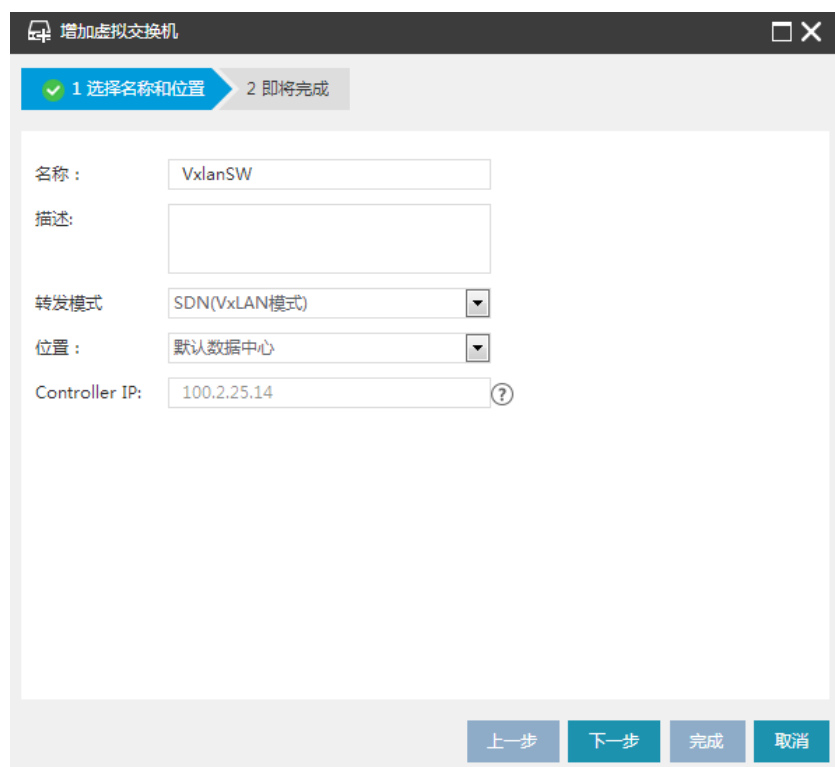 增加虚拟交换机
1 选择名称和位置 2 即将完成
名称： VxlanSW
描述:
转发模式 SDN(VxLAN模式)
位置： 默认数据中心
Controller IP: 100.2.25.14 ?
上一步 下一步 完成 取消